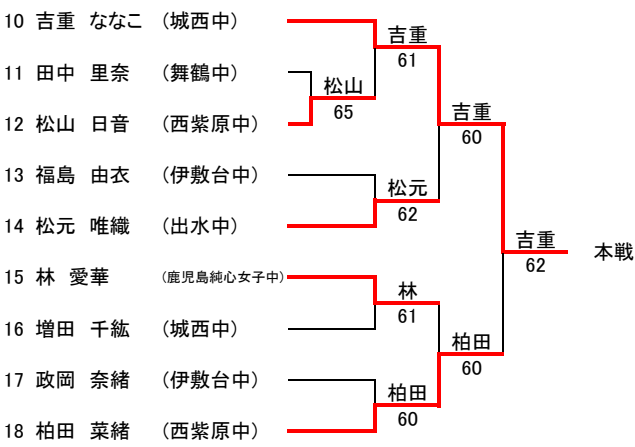 10 吉重 ななこ （城西中）
11 田中 里奈 （舞鶴中）
12 松山 日音 （西紫原中）
13 福島 由衣 （伊敷台中）
14 松元 唯織 （出水中）
15 林 愛華 （鹿児島純心女子中）
16 増田 千紘 （城西中）
17 政岡 奈緒 （伊敷台中）
18 柏田 菜緒 （西紫原中）
松山
65
吉重
61
松元
62
林
61
柏田
60
吉重
60
柏田
60
吉重
62
本戦